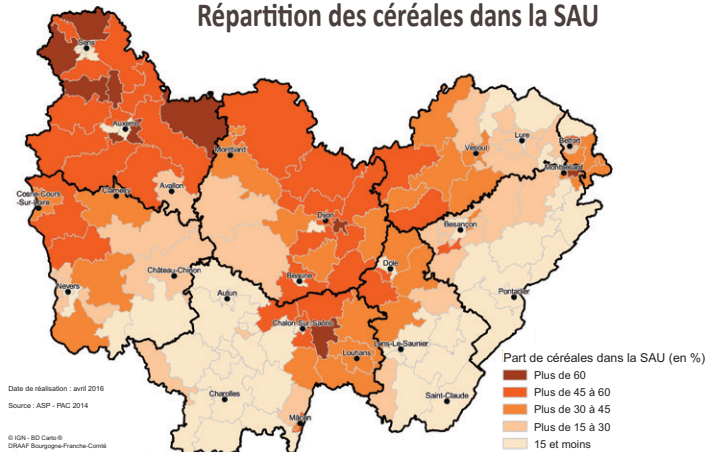 Répartition des céréales dans la SAU
Sens
Auxerre
Montbard
Avallon
Clamecy
Cosne-Cours
-Sur-Loire
Vesoul
Lure
Belfort
Montbéliard
Dijon
Besançon
Dole
Beaune
Château-Chinon
Nevers
Autun
Chalon-Sur-Saône
Pontarlier
Lons-Le-Saunier
Louhans
Charolles
Saint-Claude
Mâcon
Part de céréales dans la SAU (en %)
Plus de 60
Plus de 45 à 60
Plus de 30 à 45
Plus de 15 à 30
15 et moins
Date de réalisation : avril 2016
Source : ASP - PAC 2014
© IGN - BD Carto®
DRAAF Bourgogne-Franche-Comté